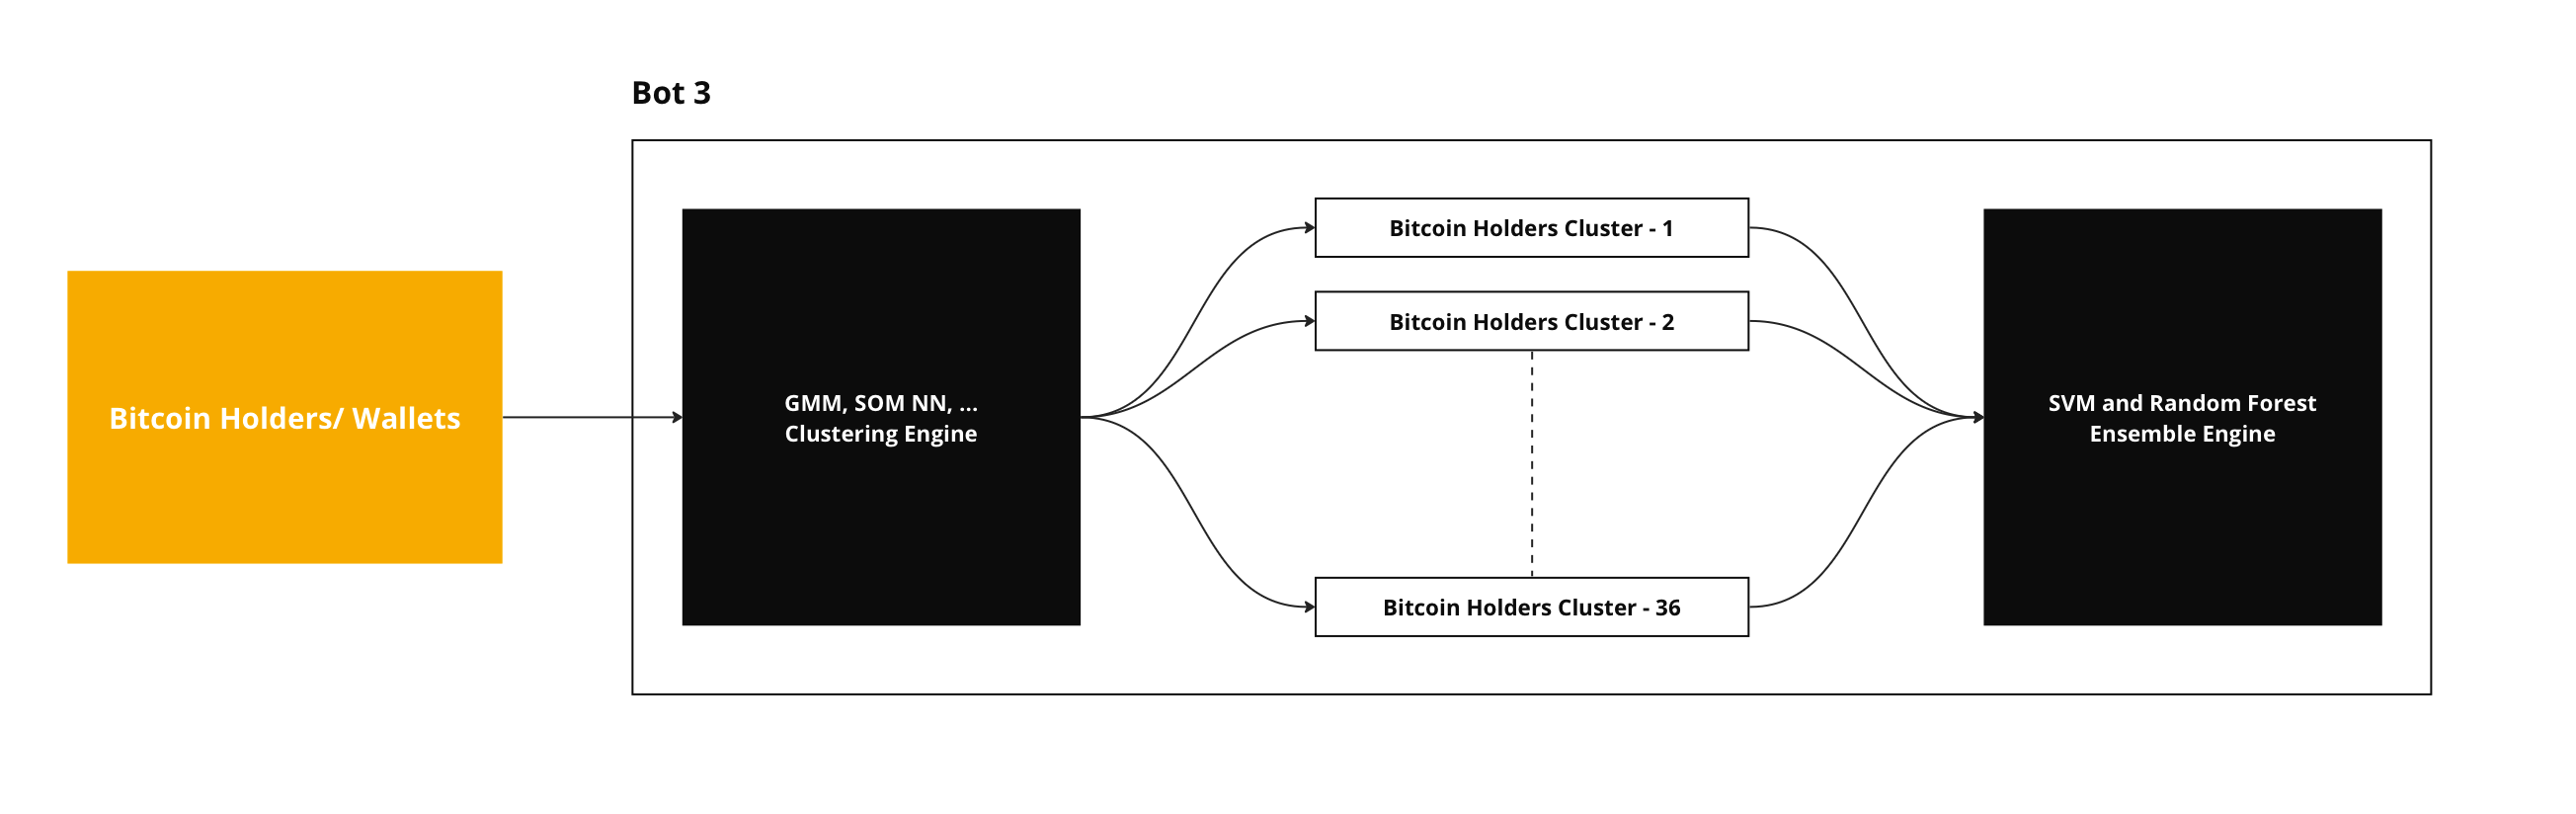 Bot 3
Bitcoin Holders/ Wallets
GMM, SOM NN, ...
Clustering Engine
Bitcoin Holders Cluster - 1
Bitcoin Holders Cluster - 2
Bitcoin Holders Cluster - 36
SVM and Random Forest
Ensemble Engine